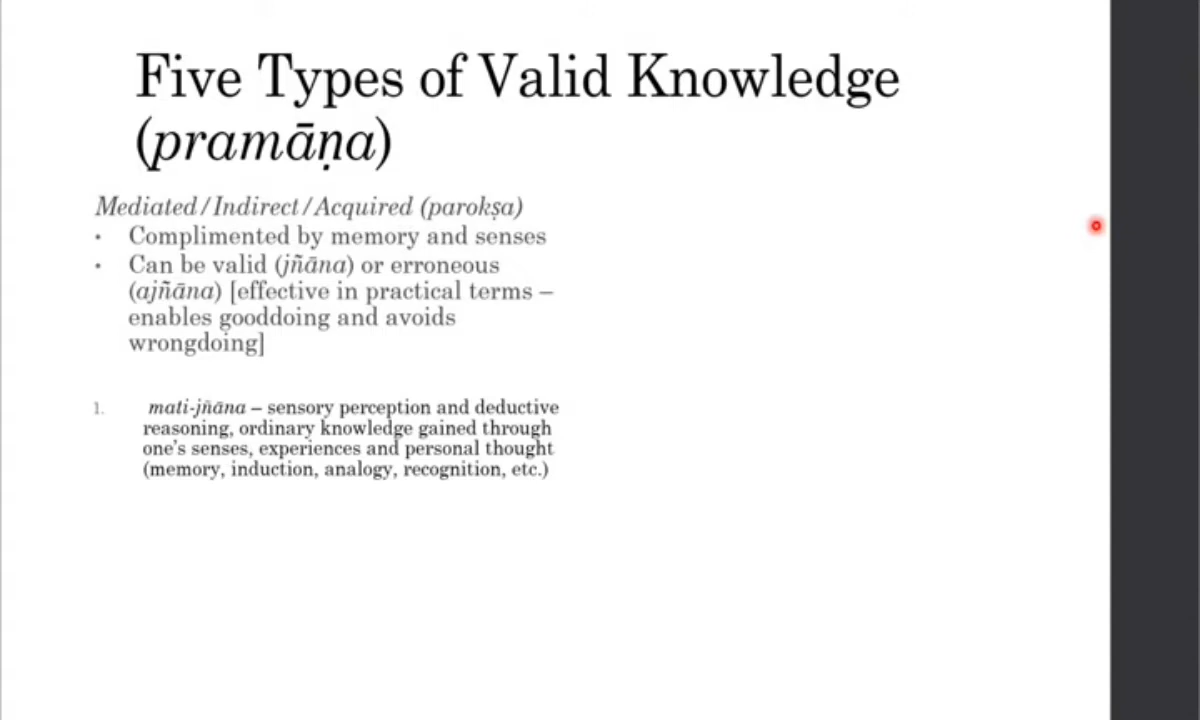 Five Types of Valid Knowledge
(pramāṇa)
Mediated/Indirect/Acquired (parokṣa)
• Complimented by memory and senses
• Can be valid (jñāna) or erroneous
(ajñāna) [effective in practical terms –
enables gooddoing and avoids
wrongdoing]
1. mati-jñāna – sensory perception and deductive
reasoning, ordinary knowledge gained through
one's senses, experiences and personal thought
(memory, induction, analogy, recognition, etc.)